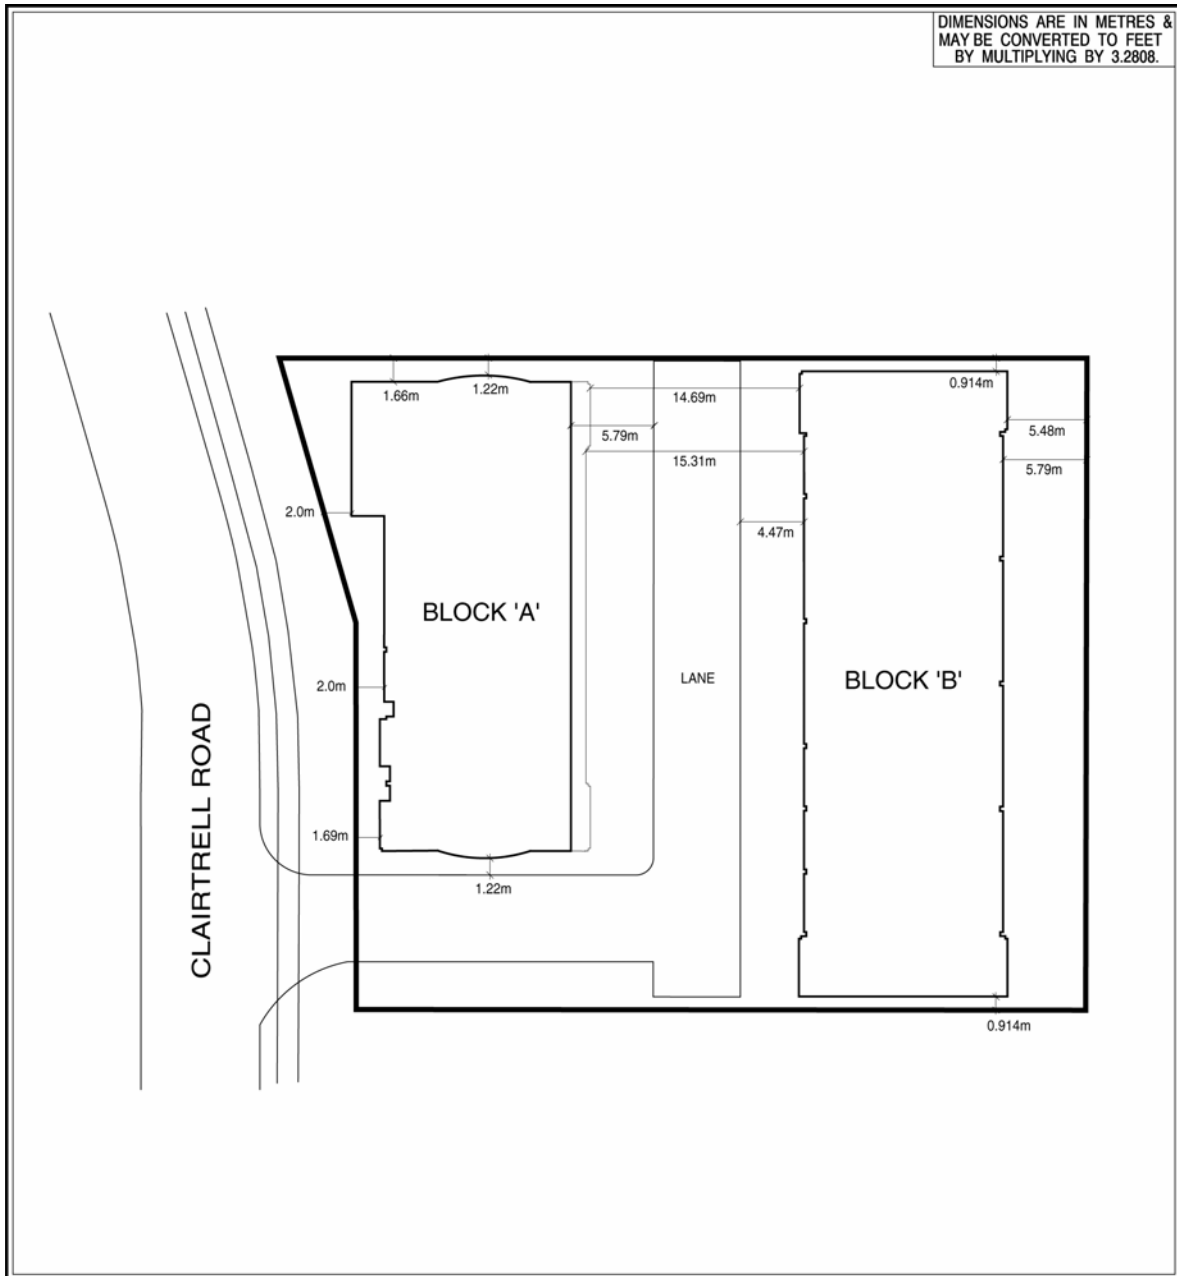 DIMENSIONS ARE IN METRES &
MAY BE CONVERTED TO FEET
BY MULTIPLYING BY 3.2808.
1.66m
1.22m
14.69m
0.914m
5.79m
5.48m
15.31m
5.79m
2.0m
4.47m
BLOCK 'A'
LANE
BLOCK 'B'
2.0m
CLAIRTRELL ROAD
1.69m
1.22m
0.914m